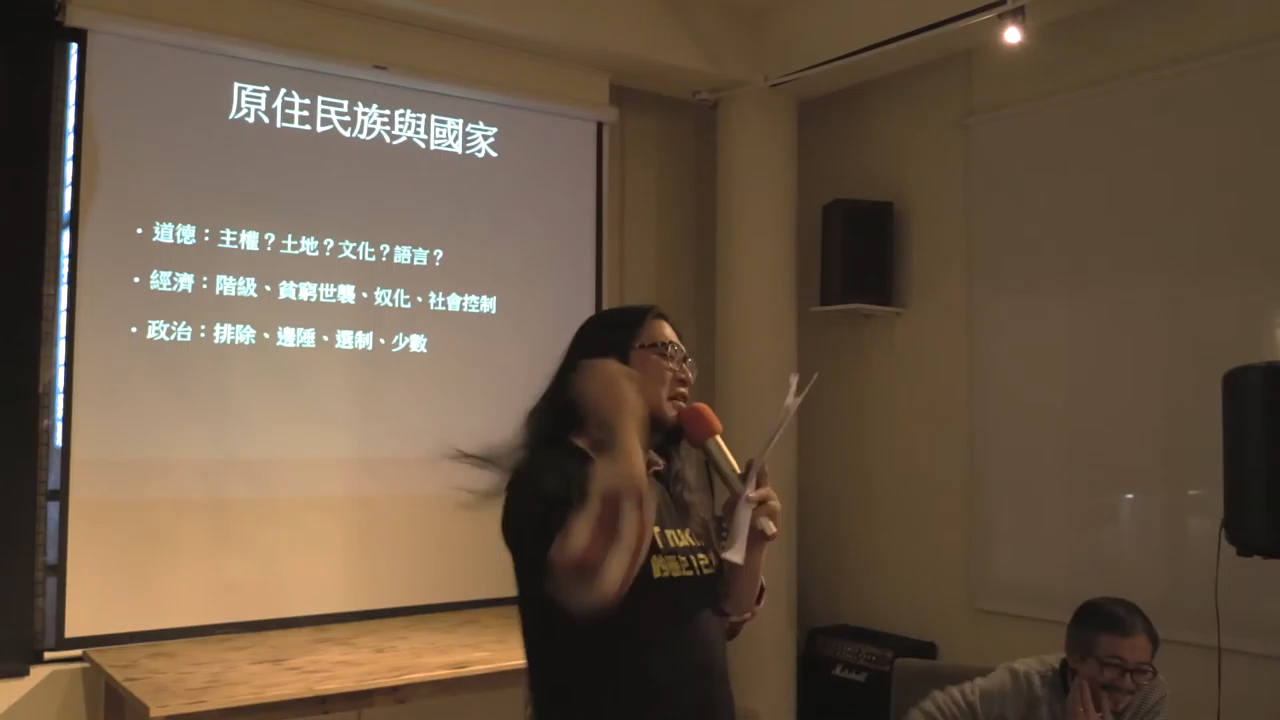 原住民族與國家
• 道德：主權？土地？文化？語言？
• 經濟：階級、貧窮世襲、奴化、社會控制
• 政治：排除、邊陲、選制、少數
Marshall